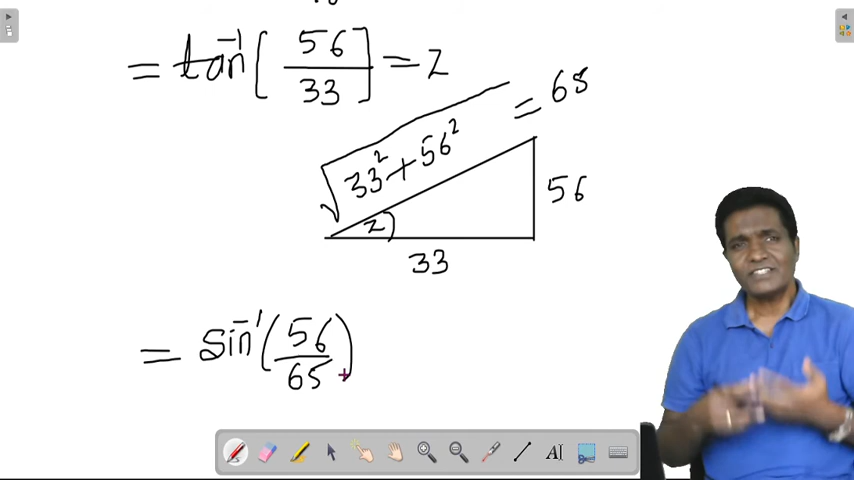 = tan⁻¹[56/33] = z
√33²+56² = 65
56
z
33
= sin⁻¹(56/65)